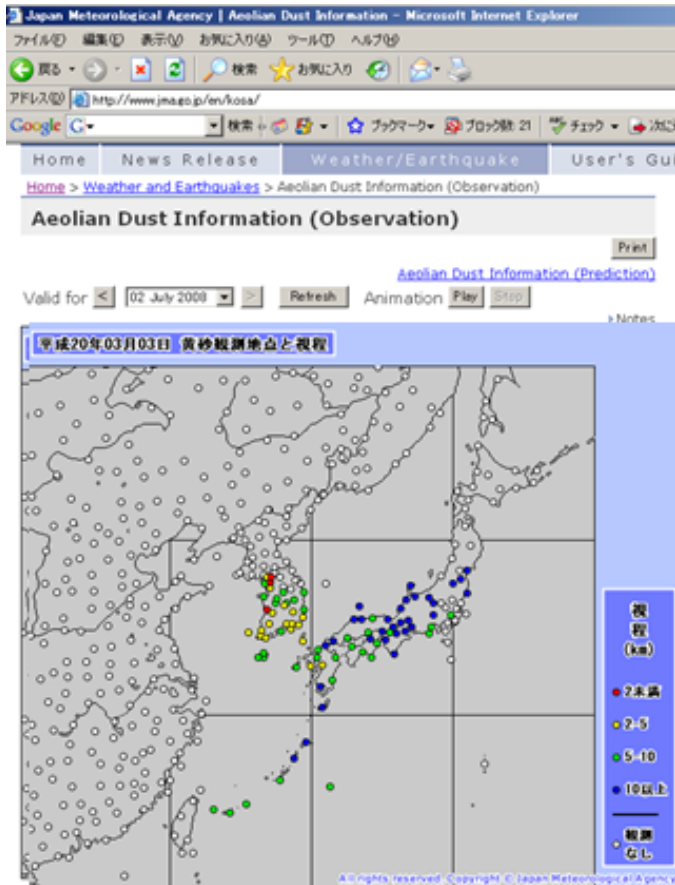 Japan Meteorological Agency | Aeolian Dust Information - Microsoft Internet Explorer
ファイル(F) 編集(E) 表示(V) お気に入り(A) ツール(T) ヘルプ(H)
戻る 検索 お気に入り
アドレス(D) http://www.jma.go.jp/en/kosa/
Google G 検索 ブックマーク ブロック数: 21 チェック
Home News Release Weather/Earthquake User's Gui
Home > Weather and Earthquakes > Aeolian Dust Information (Observation)
Aeolian Dust Information (Observation)
Print
Aeolian Dust Information (Prediction)
Valid for < 02 July 2008 > Refresh Animation Play Stop
Notes
平成20年03月03日 黄砂観測地点と視程
視
程
(km)
2未満
2-5
5-10
10以上
観測
なし
All rights reserved. Copyright © Japan Meteorological Agency